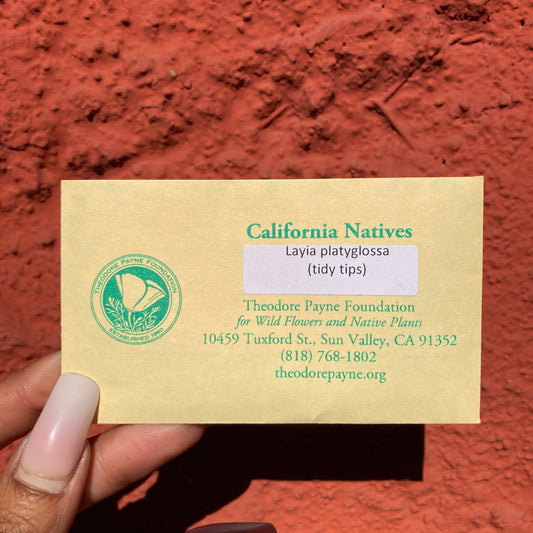 California Natives
Layia platyglossa
(tidy tips)
THEODORE PAYNE FOUNDATION
ESTABLISHED 1960
Theodore Payne Foundation
for Wild Flowers and Native Plants
10459 Tuxford St., Sun Valley, CA 91352
(818) 768-1802
theodorepayne.org